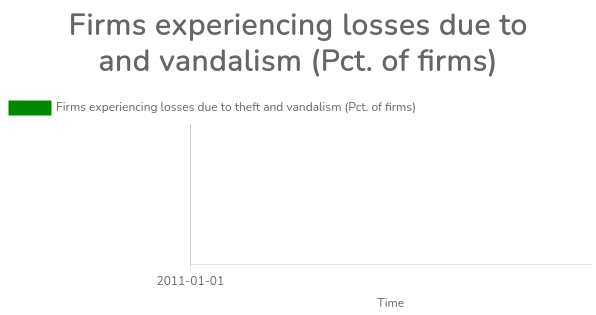 Firms experiencing losses due to
and vandalism (Pct. of firms)
Firms experiencing losses due to theft and vandalism (Pct. of firms)
2011-01-01
Time